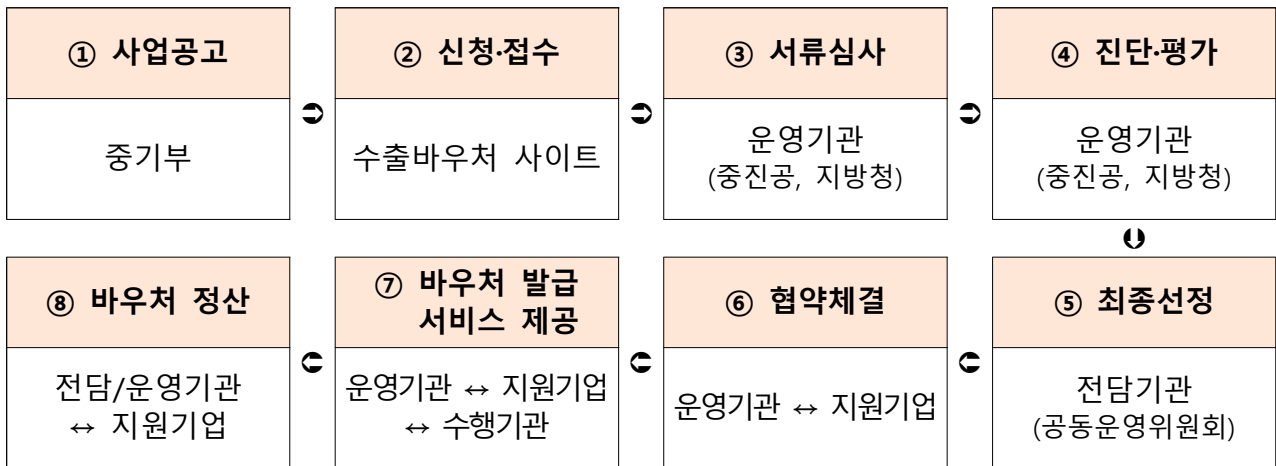 ① 사업공고
중기부
② 신청·접수
수출바우처 사이트
③ 서류심사
운영기관
(중진공, 지방청)
④ 진단·평가
운영기관
(중진공, 지방청)
⑤ 최종선정
전담기관
(공동운영위원회)
⑥ 협약체결
운영기관 ↔ 지원기업
⑦ 바우처 발급
서비스 제공
운영기관 ↔ 지원기업
↔ 수행기관
⑧ 바우처 정산
전담/운영기관
↔ 지원기업